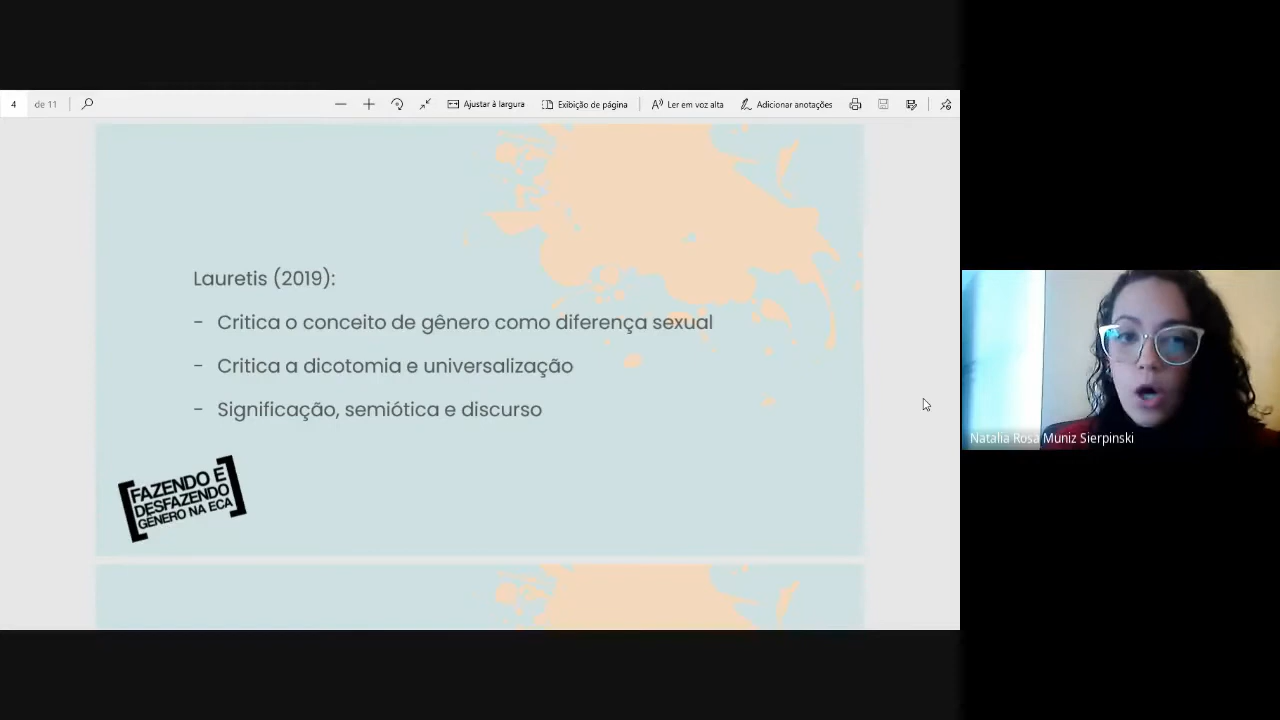 4 de 11 Ajustar à largura Exibição de página Ler em voz alta Adicionar anotações
Lauretis (2019):
- Critica o conceito de gênero como diferença sexual
- Critica a dicotomia e universalização
- Significação, semiótica e discurso
FAZENDO E
DESFAZENDO
GÊNERO NA ECA
Natalia Rosa Muniz Sierpinski